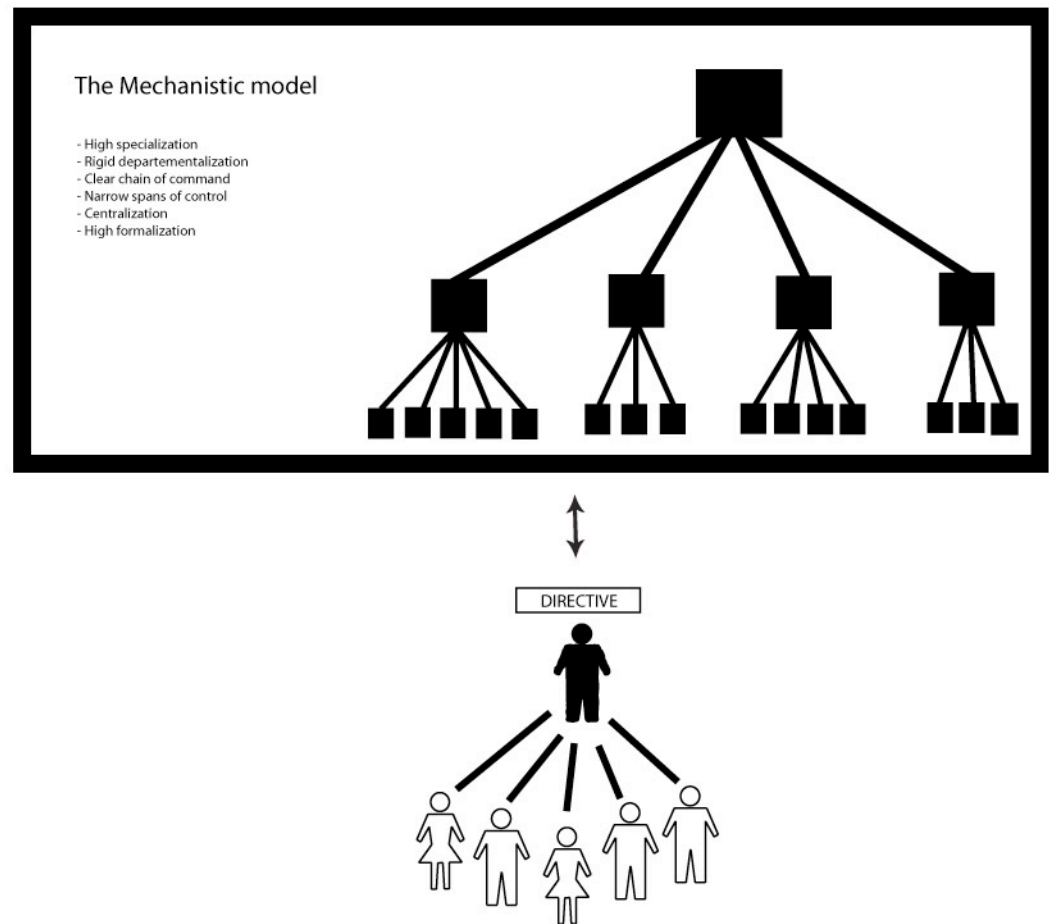 The Mechanistic model
- High specialization
- Rigid departementalization
- Clear chain of command
- Narrow spans of control
- Centralization
- High formalization
DIRECTIVE